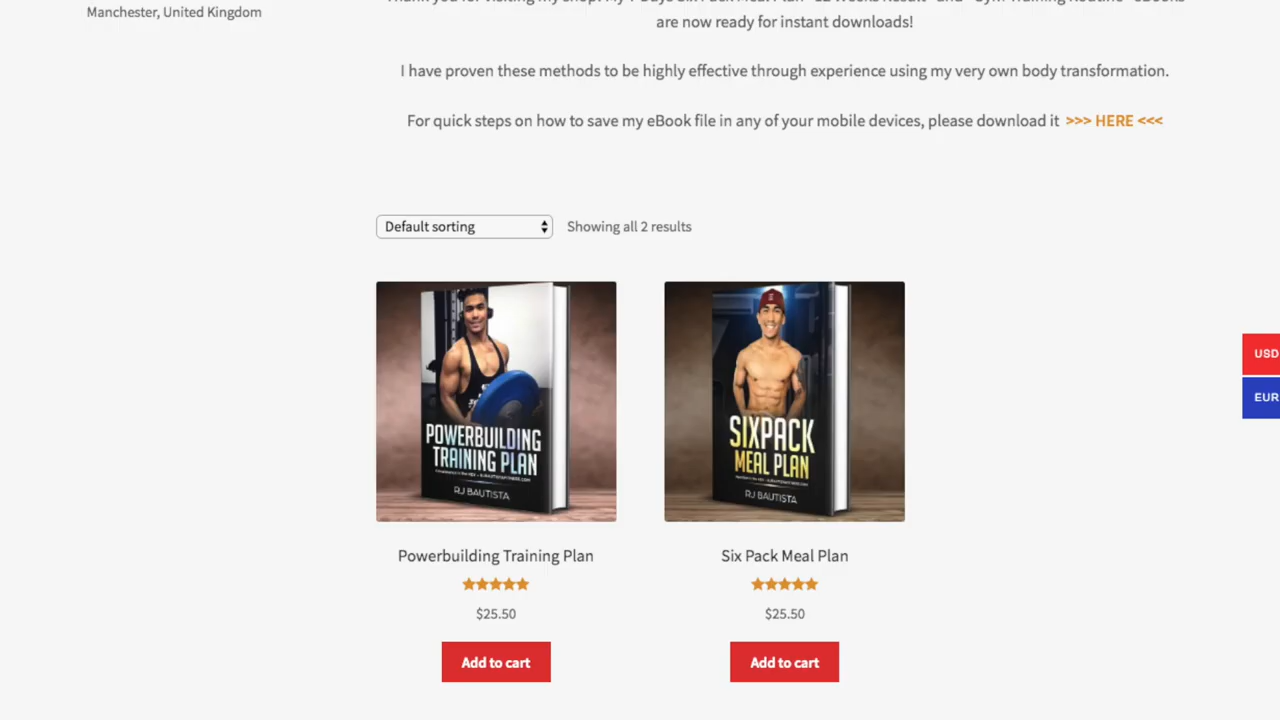 Manchester, United Kingdom
are now ready for instant downloads!
I have proven these methods to be highly effective through experience using my very own body transformation.
For quick steps on how to save my eBook file in any of your mobile devices, please download it >>> HERE <<<
Default sorting
Showing all 2 results
POWERBUILDING
TRAINING PLAN
RJ BAUTISTA
SIXPACK
MEAL PLAN
RJ BAUTISTA
USD
EUR
Powerbuilding Training Plan
Six Pack Meal Plan
$25.50
$25.50
Add to cart
Add to cart